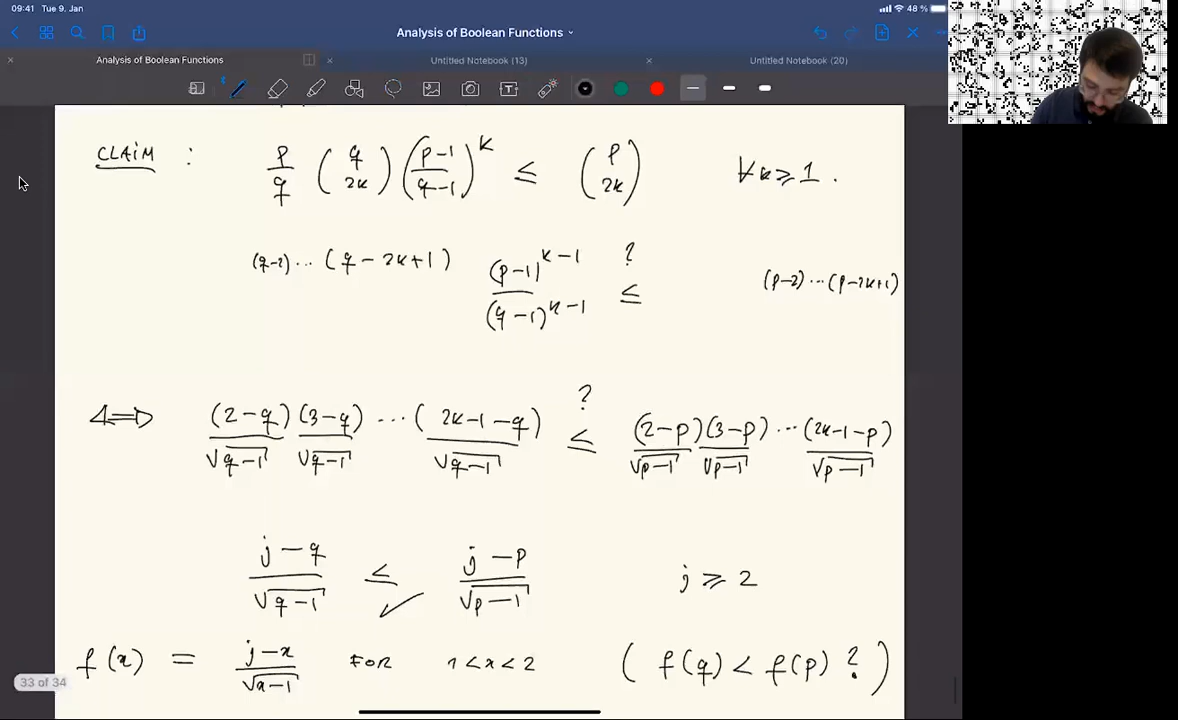 09:41 Tue 9. Jan 48 %
Analysis of Boolean Functions
Analysis of Boolean Functions Untitled Notebook (13) Untitled Notebook (20)
CLAIM : p/q (q 2k) ((p-1)/(q-1))^k ≤ (p 2k) ∀k≥1.
(q-2)...(q-2k+1) (p-1)^k-1/(q-1)^k-1 ≤? (p-2)...(p-2k+1)
⟺ (2-q)/√q-1 (3-q)/√q-1 ... (2k-1-q)/√q-1 ≤? (2-p)/√p-1 (3-p)/√p-1 ... (2k-1-p)/√p-1
j-q/√q-1 ≤ j-p/√p-1 ✓ j ≥ 2
f(x) = j-x/√x-1 FOR 1<x<2 (f(q) < f(p)?)
33 of 34